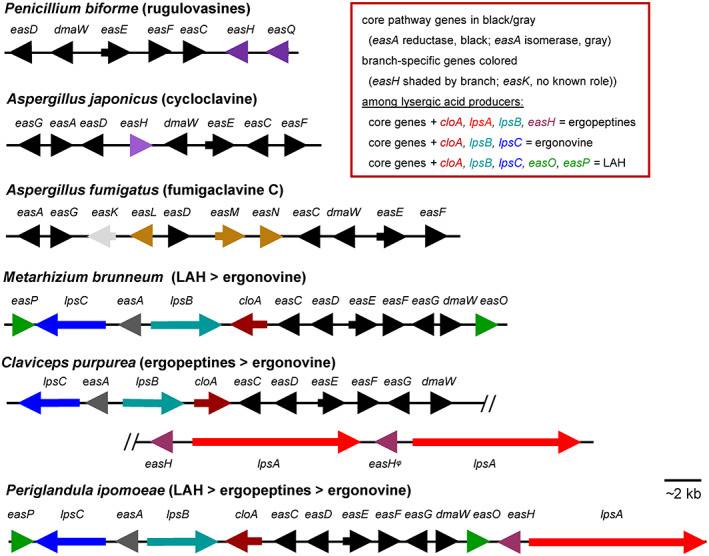 Penicillium biforme (rugulovasines)
easD dmaW easE easF easC easH easQ
Aspergillus japonicus (cycloclavine)
easG easA easD easH dmaW easE easC easF
Aspergillus fumigatus (fumigaclavine C)
easA easG easK easL easD easM easN easC dmaW easE easF
Metarhizium brunneum (LAH > ergonovine)
easP lpsC easA lpsB cloA easC easD easE easF easG dmaW easO
Claviceps purpurea (ergopeptines > ergonovine)
lpsC easA lpsB cloA easC easD easE easF easG dmaW
//
//
easH lpsA easHᵠ lpsA
~2 kb
Periglandula ipomoeae (LAH > ergopeptines > ergonovine)
easP lpsC easA lpsB cloA easC easD easE easF easG dmaW easO easH lpsA
core pathway genes in black/gray
(easA reductase, black; easA isomerase, gray)
branch-specific genes colored
(easH shaded by branch; easK, no known role))
among lysergic acid producers:
core genes + cloA, lpsA, lpsB, easH = ergopeptines
core genes + cloA, lpsB, lpsC = ergonovine
core genes + cloA, lpsB, lpsC, easO, easP = LAH